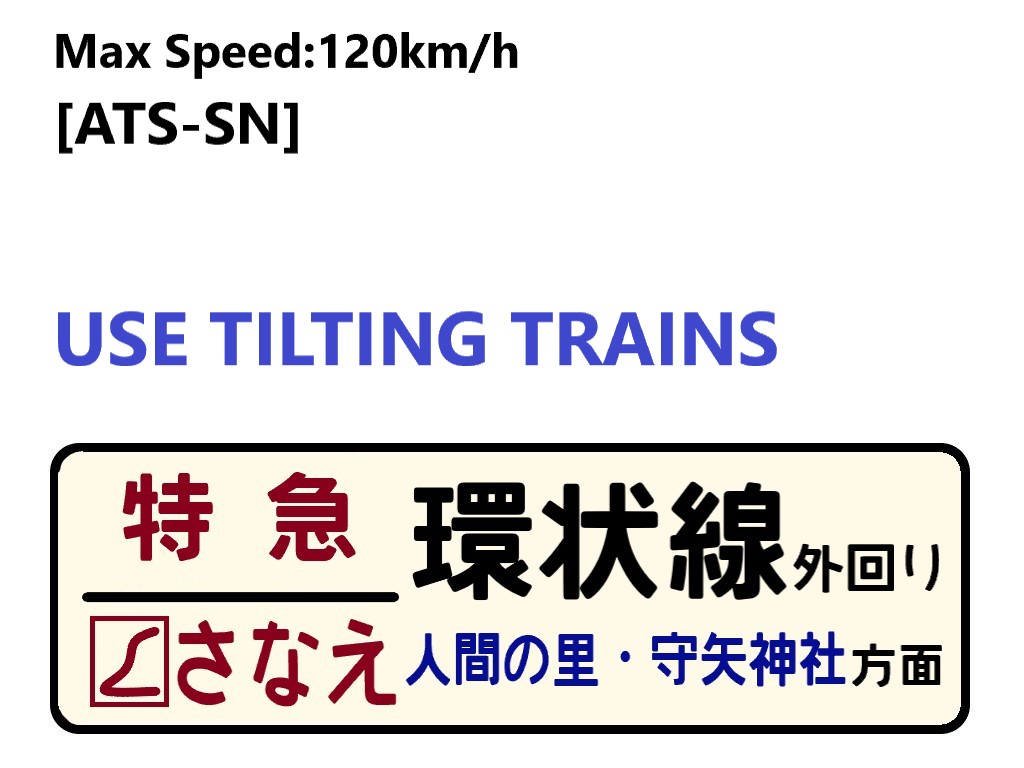 Max Speed:120km/h
[ATS-SN]
USE TILTING TRAINS
特急
さなえ
環状線外回り
人間の里・守矢神社方面